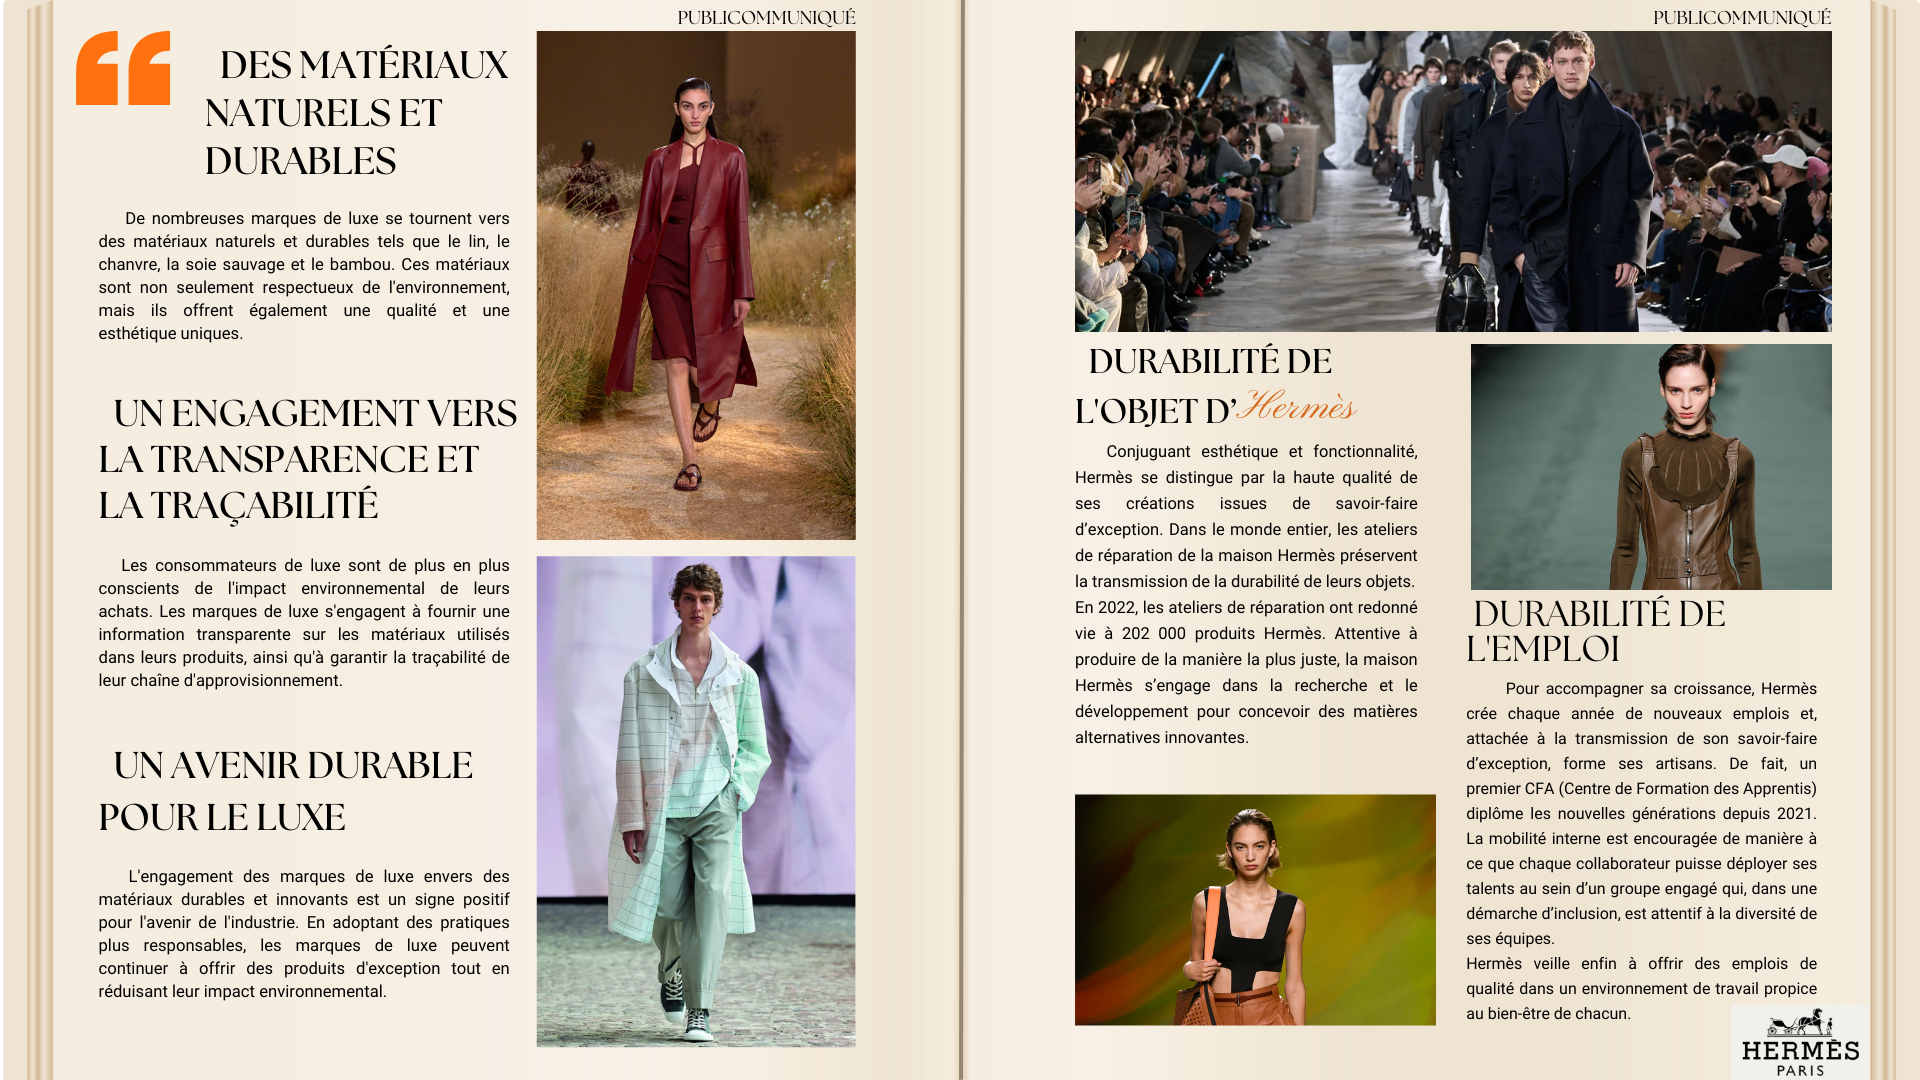 PUBLICOMMUNIQUÉ
DES MATÉRIAUX
NATURELS ET
DURABLES
De nombreuses marques de luxe se tournent vers
des matériaux naturels et durables tels que le lin, le
chanvre, la soie sauvage et le bambou. Ces matériaux
sont non seulement respectueux de l'environnement,
mais ils offrent également une qualité et une
esthétique uniques.
UN ENGAGEMENT VERS
LA TRANSPARENCE ET
LA TRAÇABILITÉ
Les consommateurs de luxe sont de plus en plus
conscients de l'impact environnemental de leurs
achats. Les marques de luxe s'engagent à fournir une
information transparente sur les matériaux utilisés
dans leurs produits, ainsi qu'à garantir la traçabilité de
leur chaîne d'approvisionnement.
UN AVENIR DURABLE
POUR LE LUXE
L'engagement des marques de luxe envers des
matériaux durables et innovants est un signe positif
pour l'avenir de l'industrie. En adoptant des pratiques
plus responsables, les marques de luxe peuvent
continuer à offrir des produits d'exception tout en
réduisant leur impact environnemental.
PUBLICOMMUNIQUÉ
DURABILITÉ DE
L'OBJET D'Hermès
Conjuguant esthétique et fonctionnalité,
Hermès se distingue par la haute qualité de
ses créations issues de savoir-faire
d’exception. Dans le monde entier, les ateliers
de réparation de la maison Hermès préservent
la transmission de la durabilité de leurs objets.
En 2022, les ateliers de réparation ont redonné
vie à 202 000 produits Hermès. Attentive à
produire de la manière la plus juste, la maison
Hermès s’engage dans la recherche et le
développement pour concevoir des matières
alternatives innovantes.
DURABILITÉ DE
L'EMPLOI
Pour accompagner sa croissance, Hermès
crée chaque année de nouveaux emplois et,
attachée à la transmission de son savoir-faire
d’exception, forme ses artisans. De fait, un
premier CFA (Centre de Formation des Apprentis)
diplôme les nouvelles générations depuis 2021.
La mobilité interne est encouragée de manière à
ce que chaque collaborateur puisse déployer ses
talents au sein d’un groupe engagé qui, dans une
démarche d’inclusion, est attentif à la diversité de
ses équipes.
Hermès veille enfin à offrir des emplois de
qualité dans un environnement de travail propice
au bien-être de chacun.
HERMÈS
PARIS